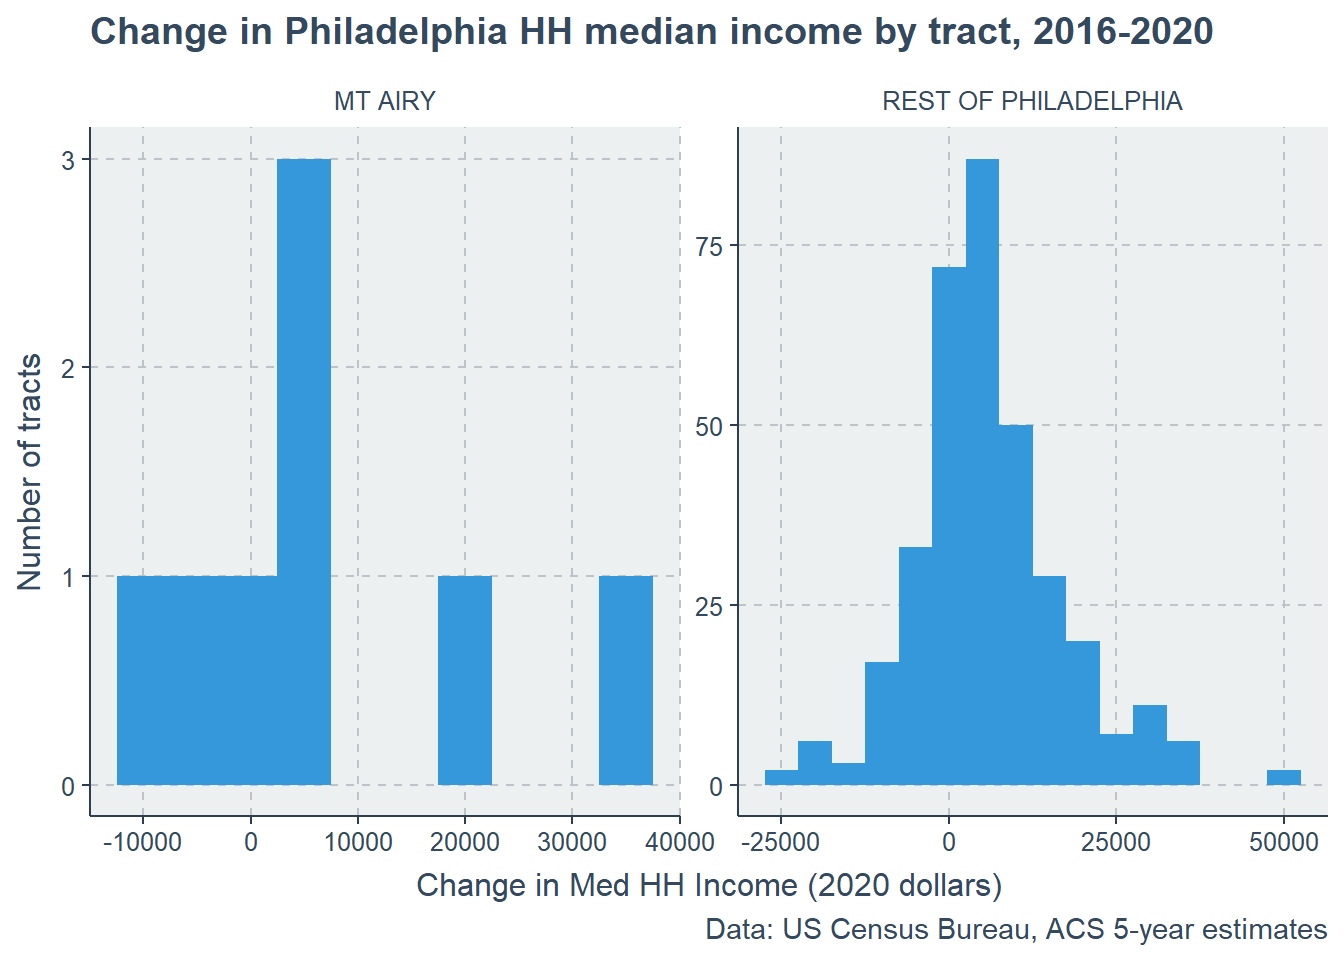 Change in Philadelphia HH median income by tract, 2016-2020
MT AIRY
REST OF PHILADELPHIA
Number of tracts
3
2
1
0
-10000 0 10000 20000 30000 40000
75
50
25
0
-25000 0 25000 50000
Change in Med HH Income (2020 dollars)
Data: US Census Bureau, ACS 5-year estimates